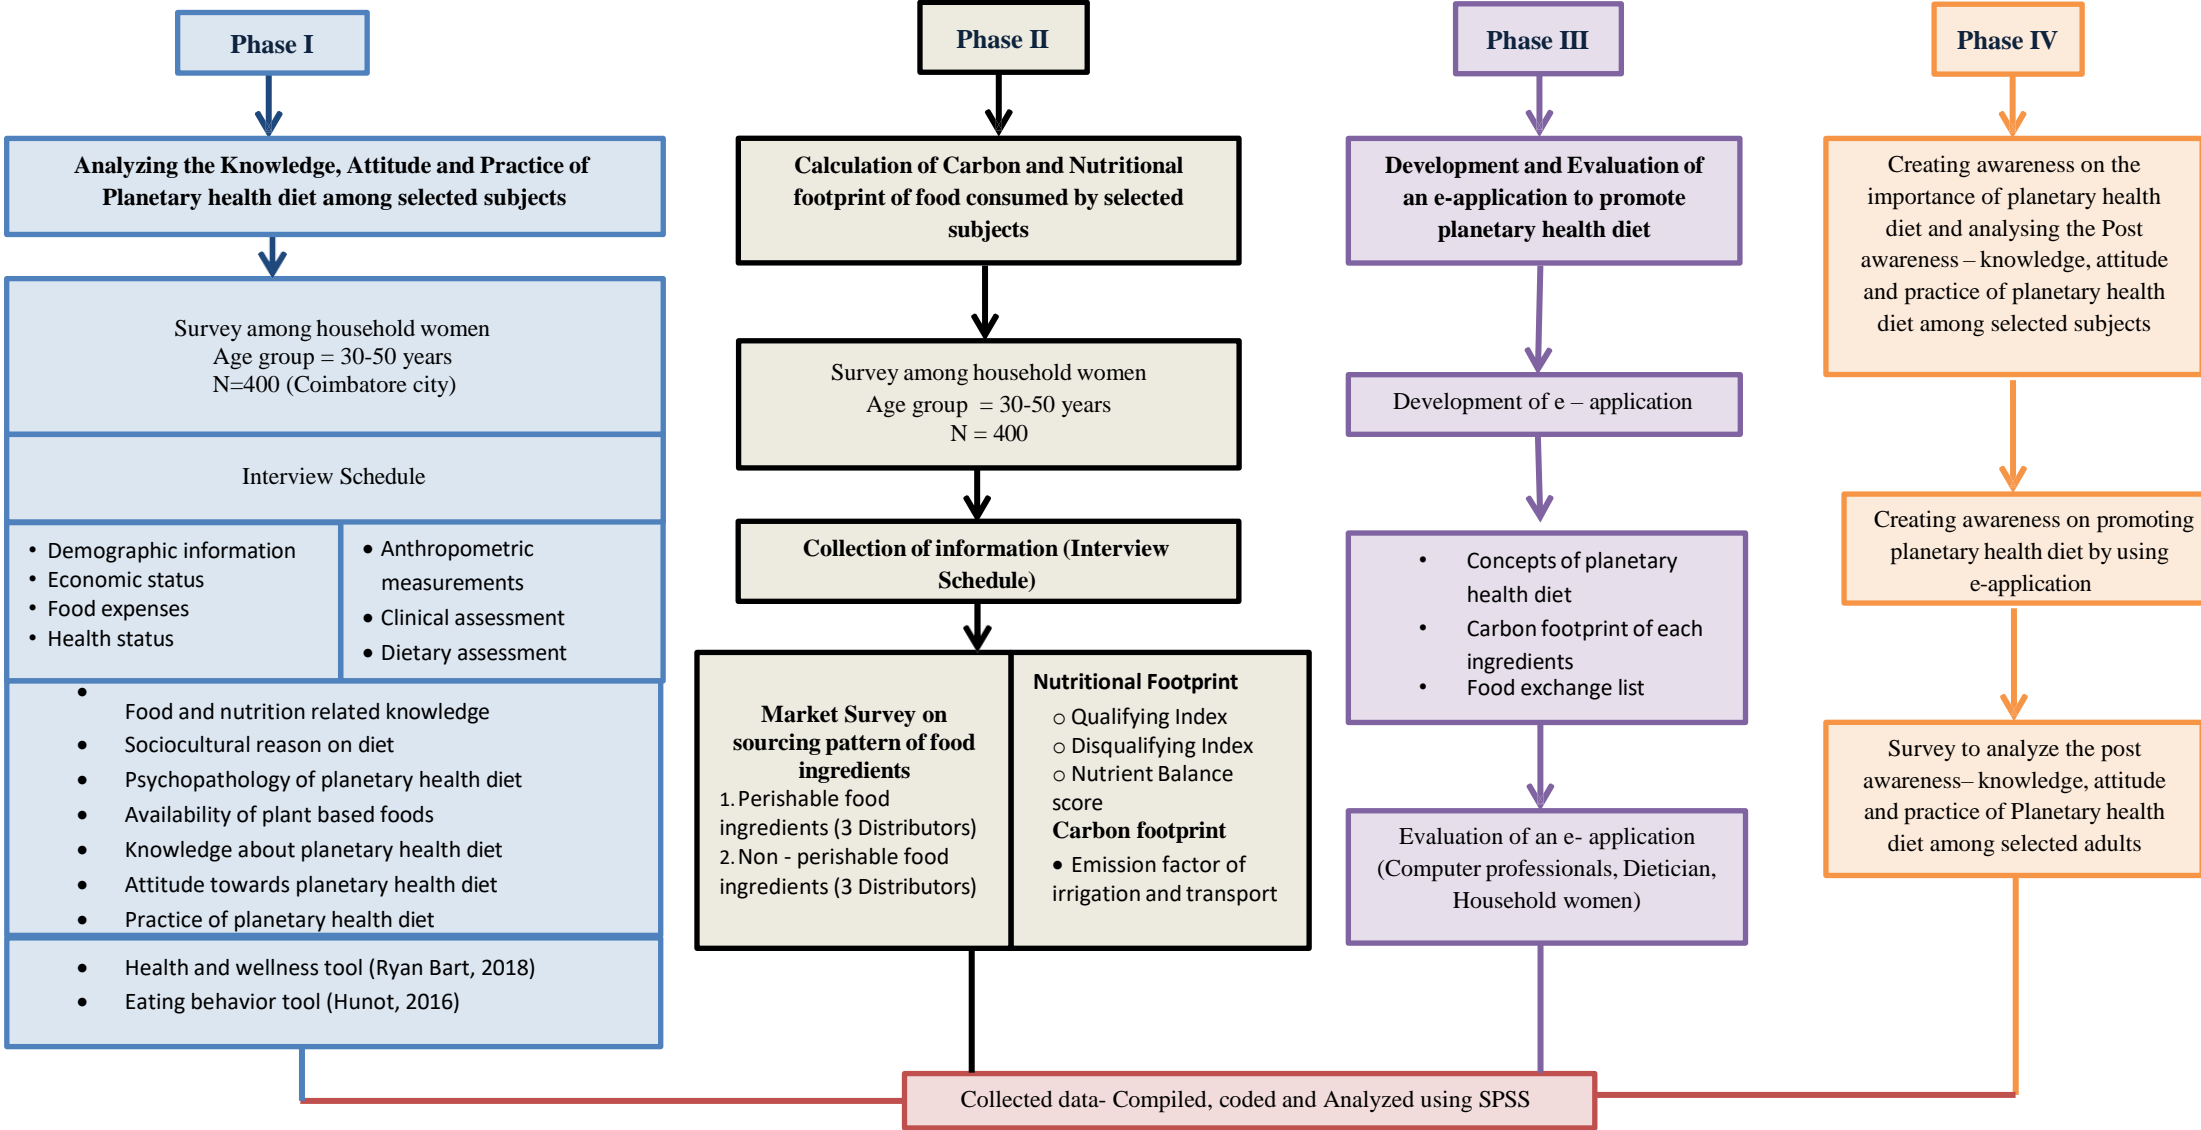 Phase I
Analyzing the Knowledge, Attitude and Practice of
Planetary health diet among selected subjects
Survey among household women
Age group = 30-50 years
N=400 (Coimbatore city)
Interview Schedule
• Demographic information
• Economic status
• Food expenses
• Health status
• Anthropometric
measurements
• Clinical assessment
• Dietary assessment
•
Food and nutrition related knowledge
• Sociocultural reason on diet
• Psychopathology of planetary health diet
• Availability of plant based foods
• Knowledge about planetary health diet
• Attitude towards planetary health diet
• Practice of planetary health diet
• Health and wellness tool (Ryan Bart, 2018)
• Eating behavior tool (Hunot, 2016)
Phase II
Calculation of Carbon and Nutritional
footprint of food consumed by selected
subjects
Survey among household women
Age group = 30-50 years
N = 400
Collection of information (Interview
Schedule)
Market Survey on
sourcing pattern of food
ingredients
1. Perishable food
ingredients (3 Distributors)
2. Non - perishable food
ingredients (3 Distributors)
Nutritional Footprint
o Qualifying Index
o Disqualifying Index
o Nutrient Balance
score
Carbon footprint
• Emission factor of
irrigation and transport
Phase III
Development and Evaluation of
an e-application to promote
planetary health diet
Development of e – application
• Concepts of planetary
health diet
• Carbon footprint of each
ingredients
• Food exchange list
Evaluation of an e- application
(Computer professionals, Dietician,
Household women)
Phase IV
Creating awareness on the
importance of planetary health
diet and analysing the Post
awareness – knowledge, attitude
and practice of planetary health
diet among selected subjects
Creating awareness on promoting
planetary health diet by using
e-application
Survey to analyze the post
awareness– knowledge, attitude
and practice of Planetary health
diet among selected adults
Collected data- Compiled, coded and Analyzed using SPSS